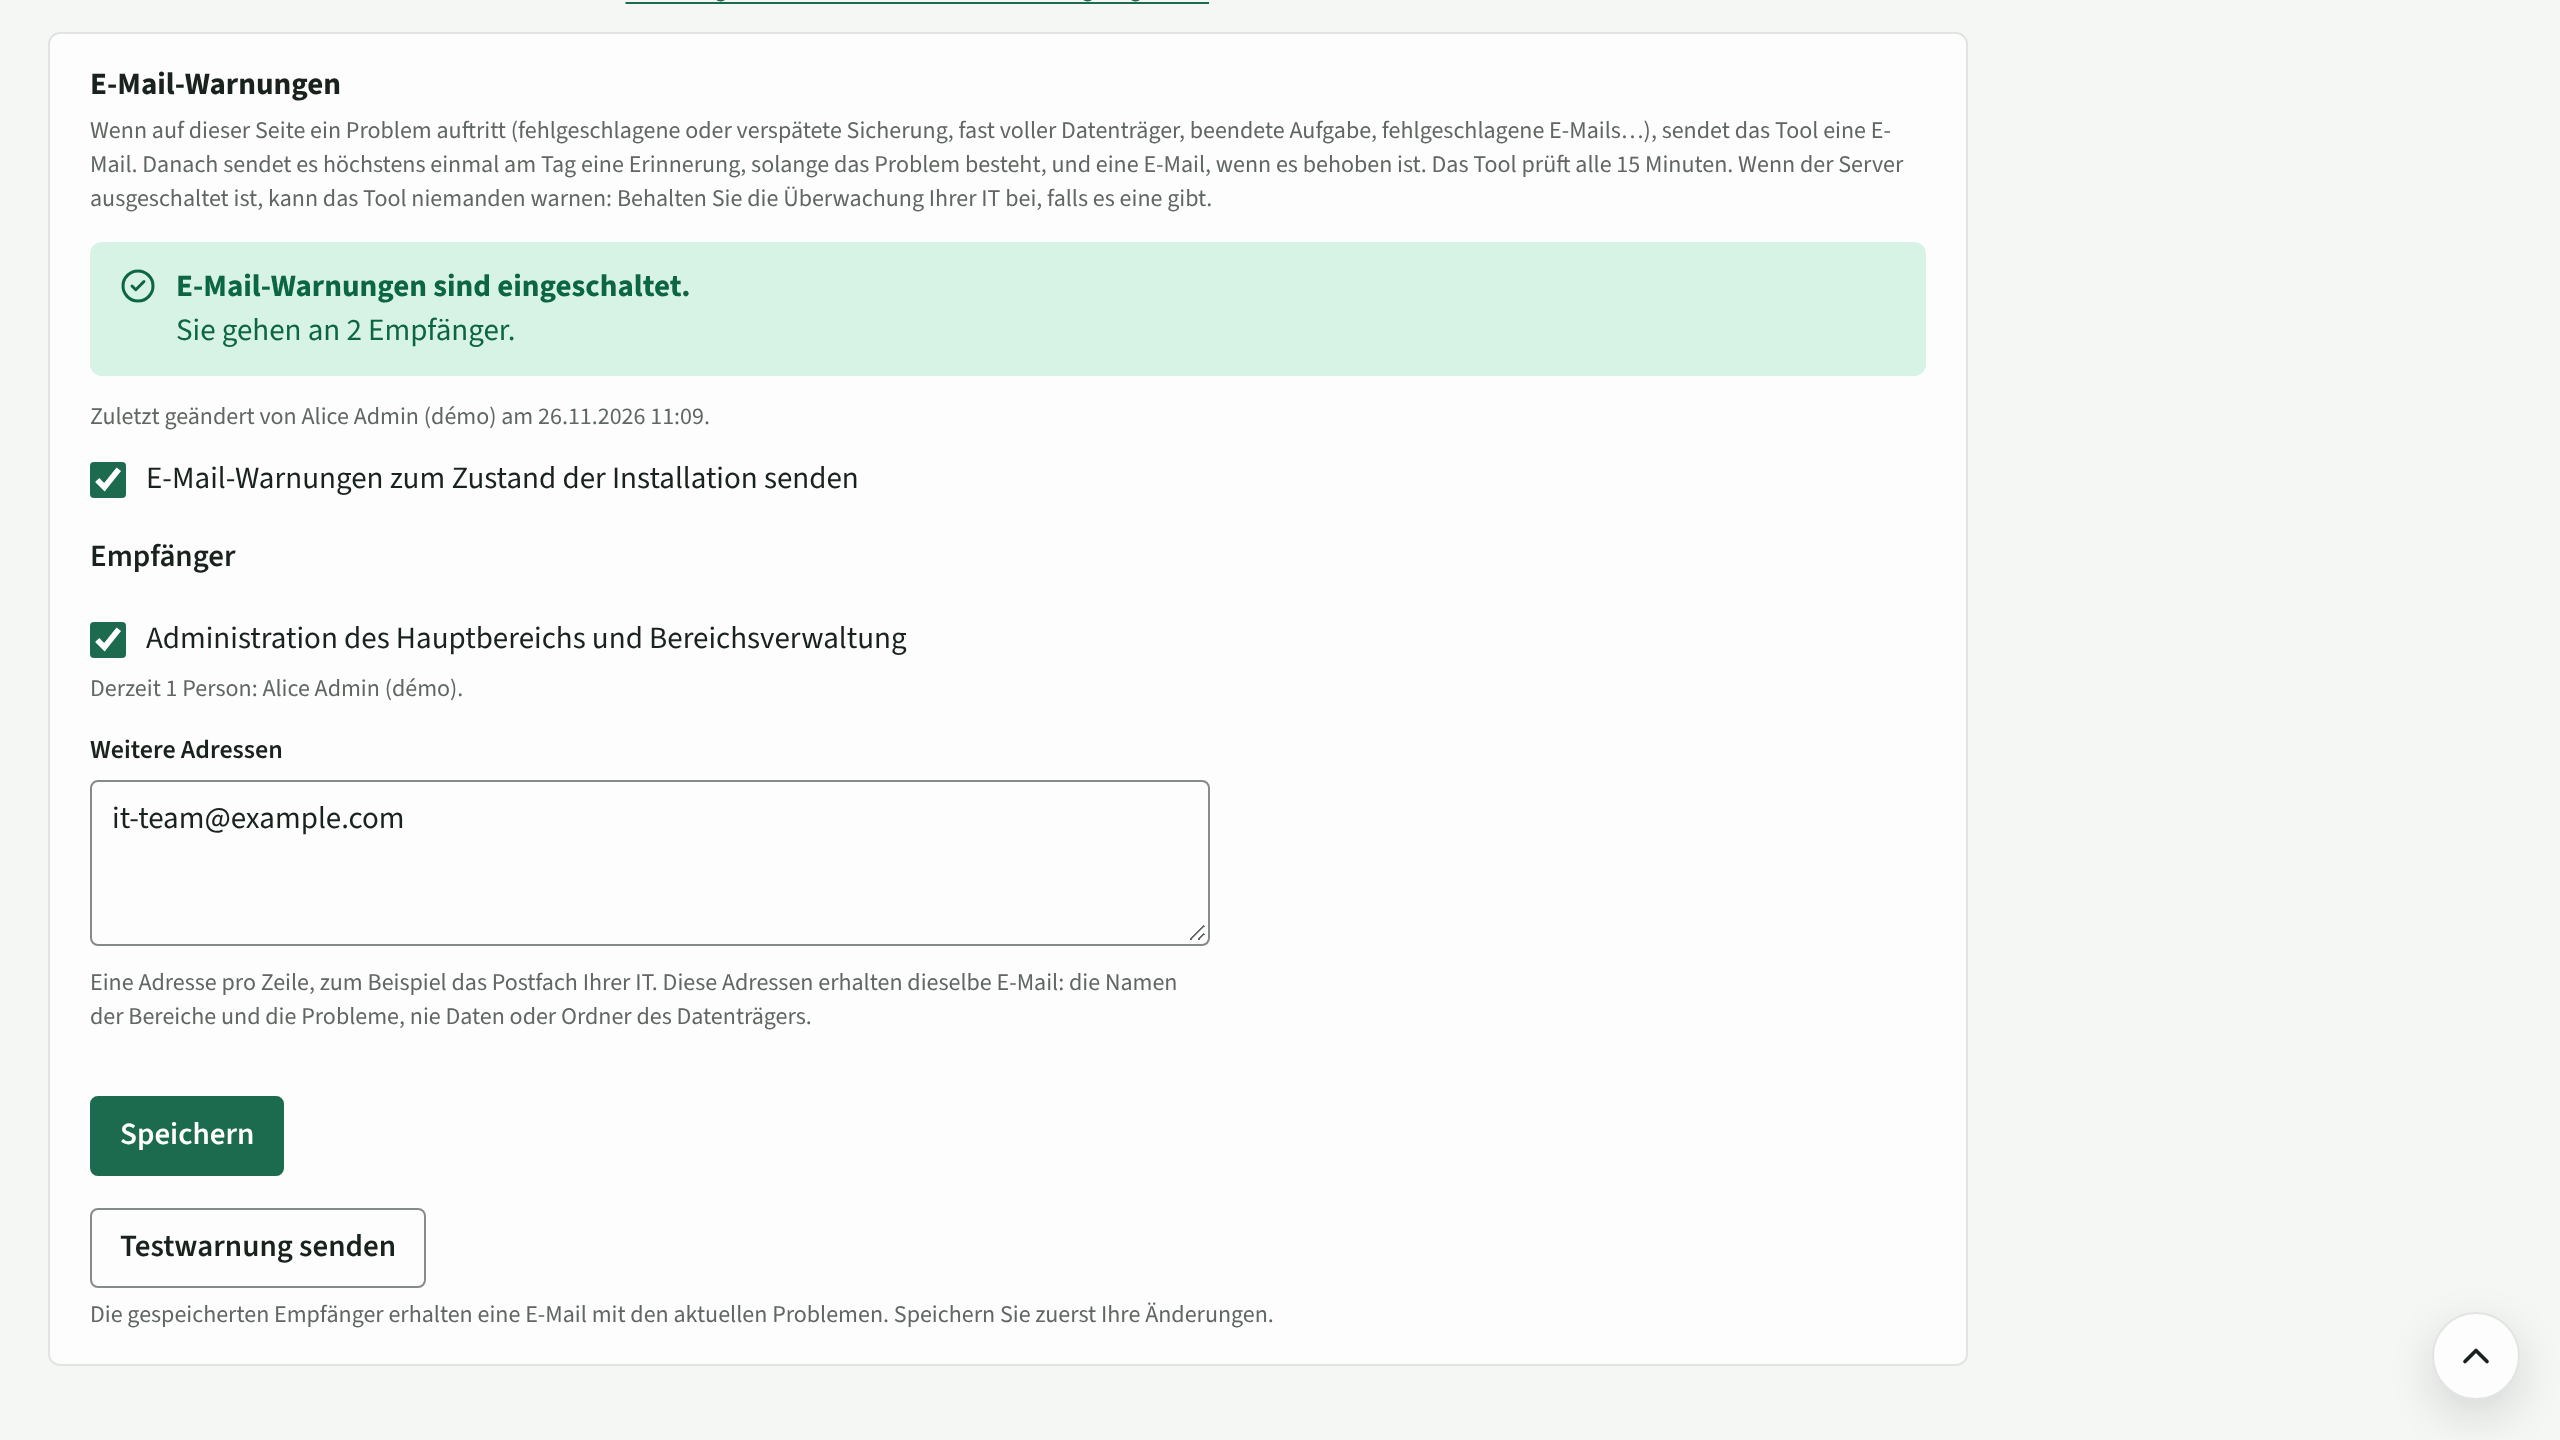 E-Mail-Warnungen
Wenn auf dieser Seite ein Problem auftritt (fehlgeschlagene oder verspätete Sicherung, fast voller Datenträger, beendete Aufgabe, fehlgeschlagene E-Mails…), sendet das Tool eine E-
Mail. Danach sendet es höchstens einmal am Tag eine Erinnerung, solange das Problem besteht, und eine E-Mail, wenn es behoben ist. Das Tool prüft alle 15 Minuten. Wenn der Server
ausgeschaltet ist, kann das Tool niemanden warnen: Behalten Sie die Überwachung Ihrer IT bei, falls es eine gibt.
E-Mail-Warnungen sind eingeschaltet.
Sie gehen an 2 Empfänger.
Zuletzt geändert von Alice Admin (démo) am 26.11.2026 11:09.
E-Mail-Warnungen zum Zustand der Installation senden
Empfänger
Administration des Hauptbereichs und Bereichsverwaltung
Derzeit 1 Person: Alice Admin (démo).
Weitere Adressen
it-team@example.com
Eine Adresse pro Zeile, zum Beispiel das Postfach Ihrer IT. Diese Adressen erhalten dieselbe E-Mail: die Namen
der Bereiche und die Probleme, nie Daten oder Ordner des Datenträgers.
Speichern
Testwarnung senden
Die gespeicherten Empfänger erhalten eine E-Mail mit den aktuellen Problemen. Speichern Sie zuerst Ihre Änderungen.